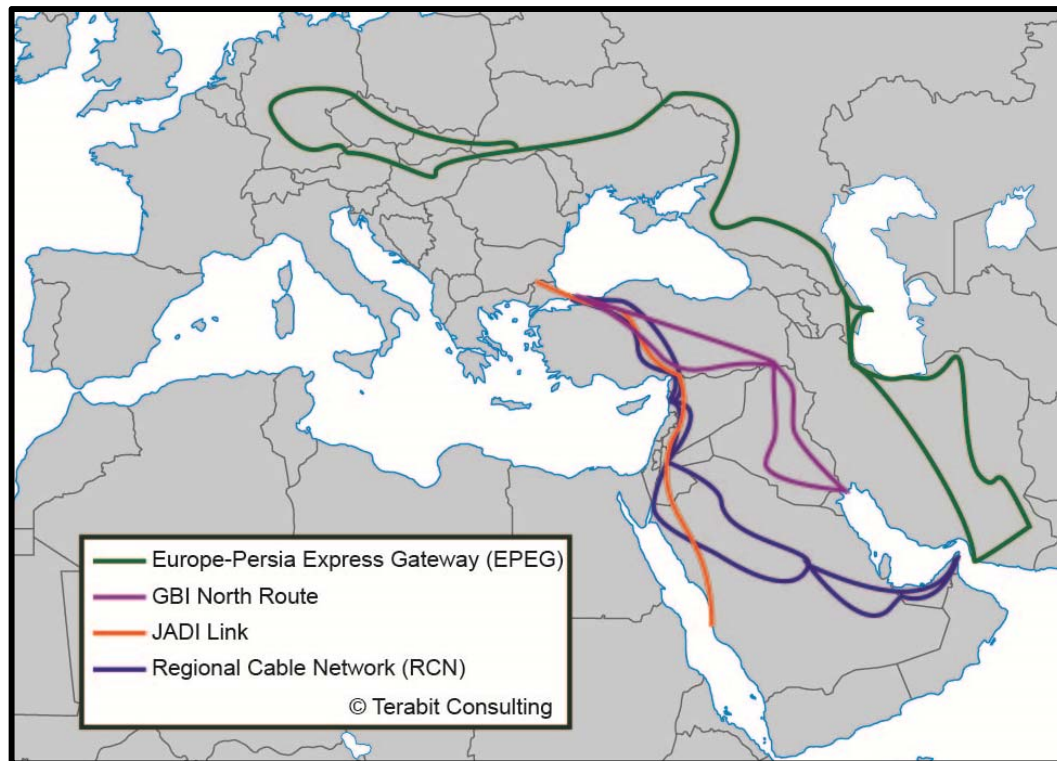 Europe-Persia Express Gateway (EPEG)
GBI North Route
JADI Link
Regional Cable Network (RCN)
© Terabit Consulting